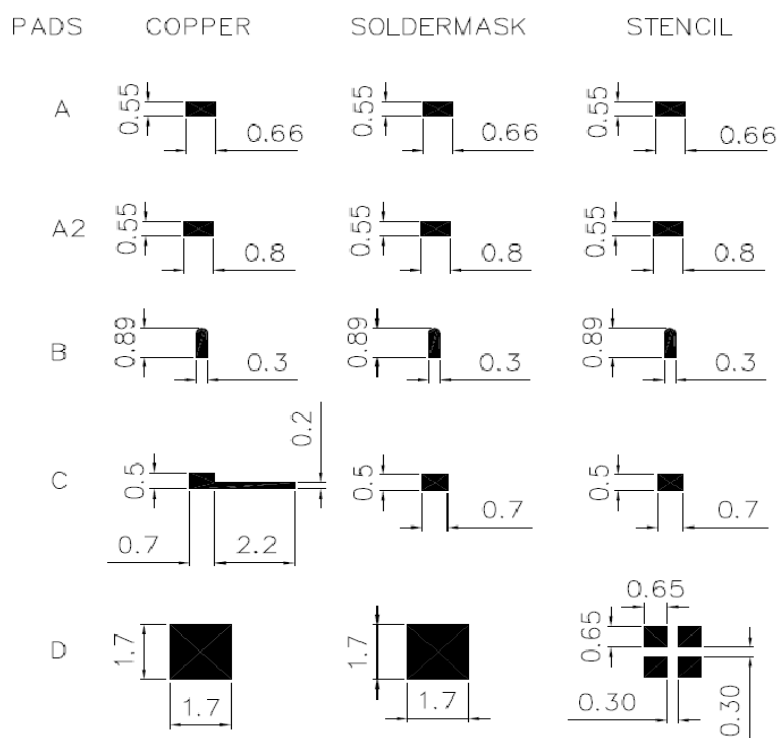 PADS COPPER SOLDERMASK STENCIL
A 0.55 0.66 0.55 0.66 0.55 0.66
A2 0.55 0.8 0.55 0.8 0.55 0.8
B 0.89 0.3 0.89 0.3 0.89 0.3
0.2
C 0.5 0.5 0.5
0.7 2.2 0.7 0.7
0.65
D 1.7 1.7 0.65
1.7 1.7 0.30 0.30